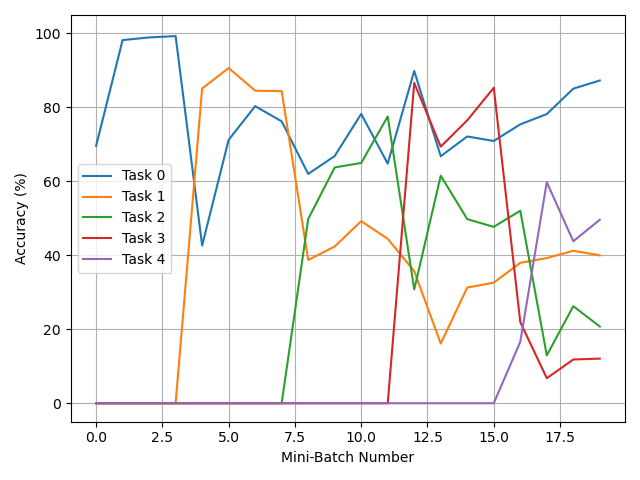 100
80
60
40
20
0
Accuracy (%)
Task 0
Task 1
Task 2
Task 3
Task 4
0.0 2.5 5.0 7.5 10.0 12.5 15.0 17.5
Mini-Batch Number